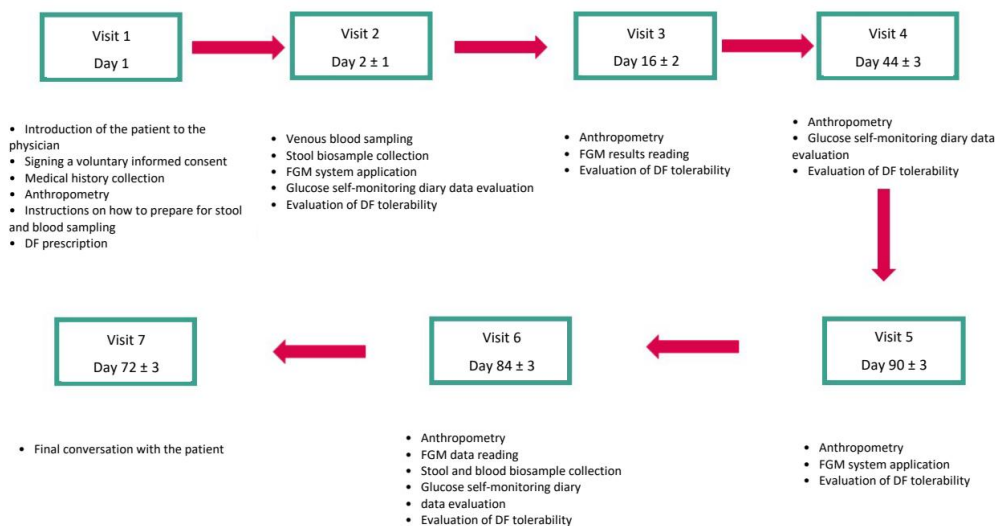 Visit 1
Day 1
Visit 2
Day 2 ± 1
Visit 3
Day 16 ± 2
Visit 4
Day 44 ± 3
• Introduction of the patient to the
physician
• Signing a voluntary informed consent
• Medical history collection
• Anthropometry
• Instructions on how to prepare for stool
and blood sampling
• DF prescription
• Venous blood sampling
• Stool biosample collection
• FGM system application
• Glucose self-monitoring diary data evaluation
• Evaluation of DF tolerability
• Anthropometry
• FGM results reading
• Evaluation of DF tolerability
• Anthropometry
• Glucose self-monitoring diary data
evaluation
• Evaluation of DF tolerability
Visit 7
Day 72 ± 3
Visit 6
Day 84 ± 3
Visit 5
Day 90 ± 3
• Final conversation with the patient
• Anthropometry
• FGM data reading
• Stool and blood biosample collection
• Glucose self-monitoring diary
• data evaluation
• Evaluation of DF tolerability
• Anthropometry
• FGM system application
• Evaluation of DF tolerability